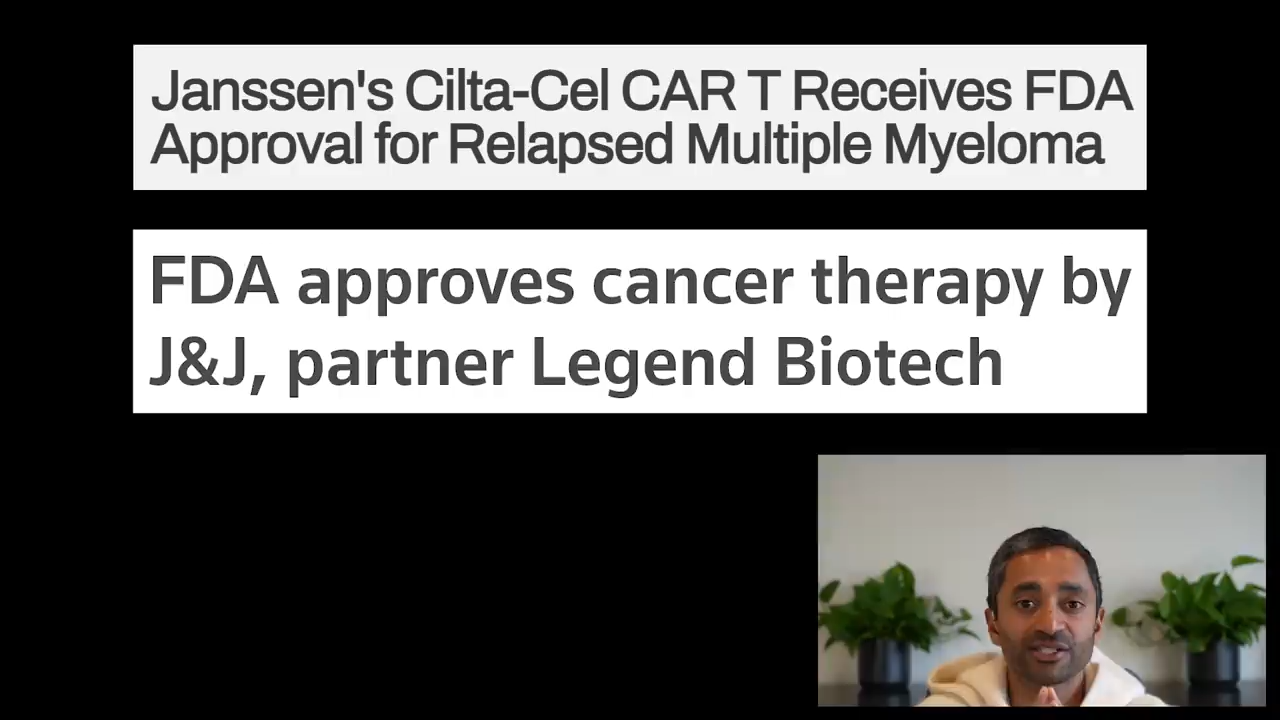 Janssen's Cilta-Cel CAR T Receives FDA
Approval for Relapsed Multiple Myeloma
FDA approves cancer therapy by
J&J, partner Legend Biotech